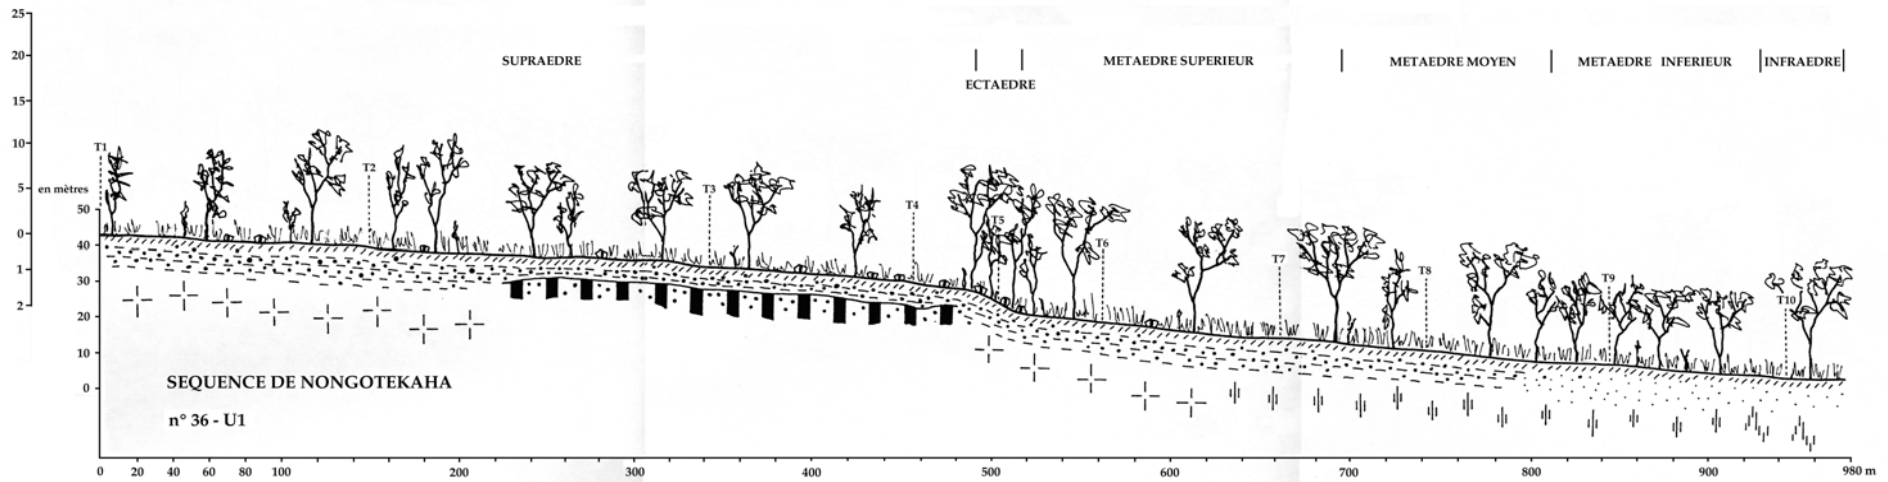 25
20
15
10
5
0
1
2
en mètres
50
40
30
20
10
0
SUPRAEDRE
ECTAEDRE
METAEDRE SUPERIEUR
METAEDRE MOYEN
METAEDRE INFERIEUR
INFRAEDRE
T1
T2
T3
T4
T5
T6
T7
T8
T9
T10
SEQUENCE DE NONGOTEKAHA
n° 36 - U1
0 20 40 60 80 100 200 300 400 500 600 700 800 900 980 m